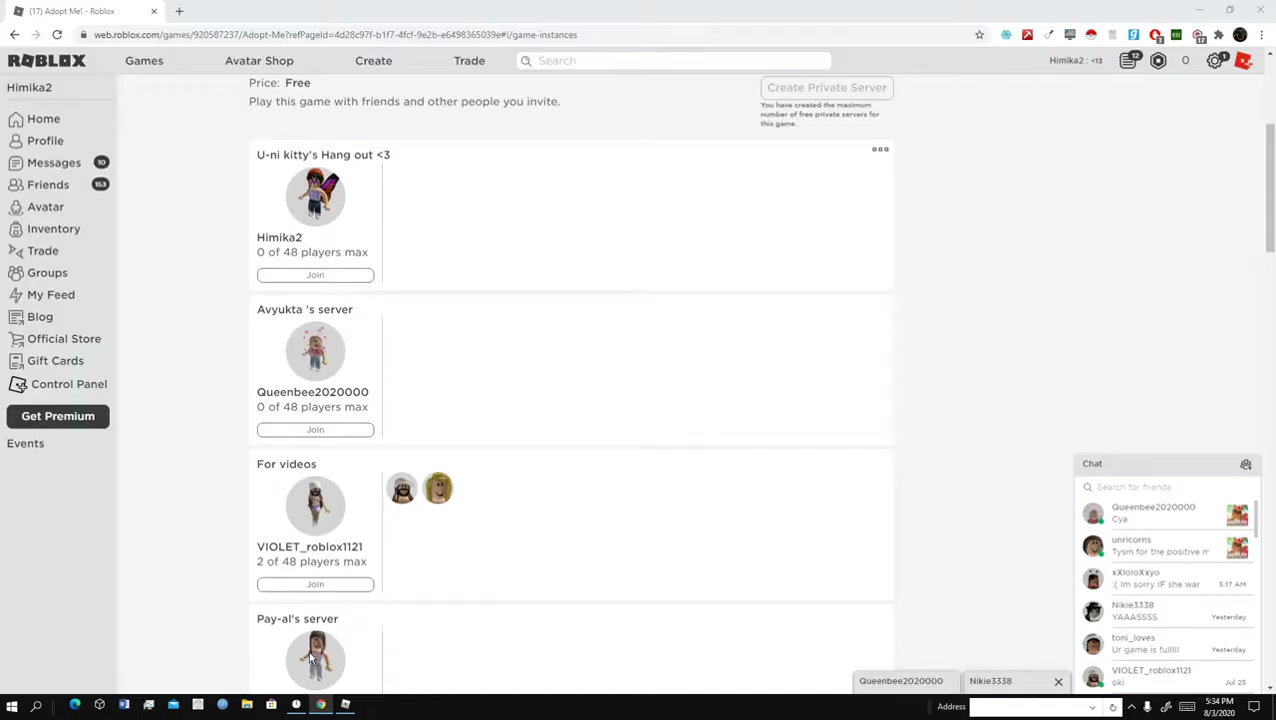 (17) Adopt Me! - Roblox
web.roblox.com/games/920587237/Adopt-Me?refPageId=4d28c97f-b1f7-4fcf-9e2b-e6498365039e#!/game-instances
ROBLOX
Games
Avatar Shop
Create
Trade
Search
Himika2 : <13
12
0
1
Himika2
Home
Profile
Messages 10
Friends 153
Avatar
Inventory
Trade
Groups
My Feed
Blog
Official Store
Gift Cards
Control Panel
Get Premium
Events
Price: Free
Play this game with friends and other people you invite.
Create Private Server
You have created the maximum
number of free private servers for
this game.
U-ni kitty's Hang out <3
Himika2
0 of 48 players max
Join
Avyukta 's server
Queenbee2020000
0 of 48 players max
Join
For videos
VIOLET_roblox1121
2 of 48 players max
Join
Pay-al's server
Chat
Search for friends
Queenbee2020000
Cya
unricorns
Tysm for the positive m
xXloloXxyo
:( Im sorry IF she war 5:17 AM
Nikie3338
YAAASSSS Yesterday
toni_loves
Ur game is fullll! Yesterday
VIOLET_roblox1121
oki Jul 25
Queenbee2020000
Nikie3338
Address
5:34 PM
8/3/2020